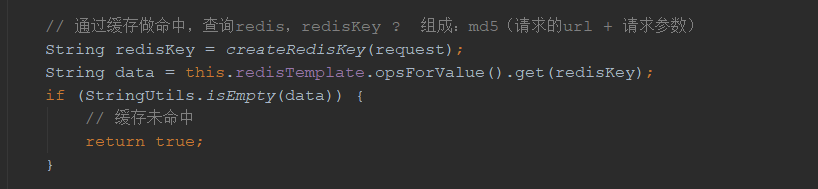 // 通过缓存做命中，查询redis，redisKey ?  组成：md5（请求的url + 请求参数）
String redisKey = createRedisKey(request);
String data = this.redisTemplate.opsForValue().get(redisKey);
if (StringUtils.isEmpty(data)) {
// 缓存未命中
return true;
}